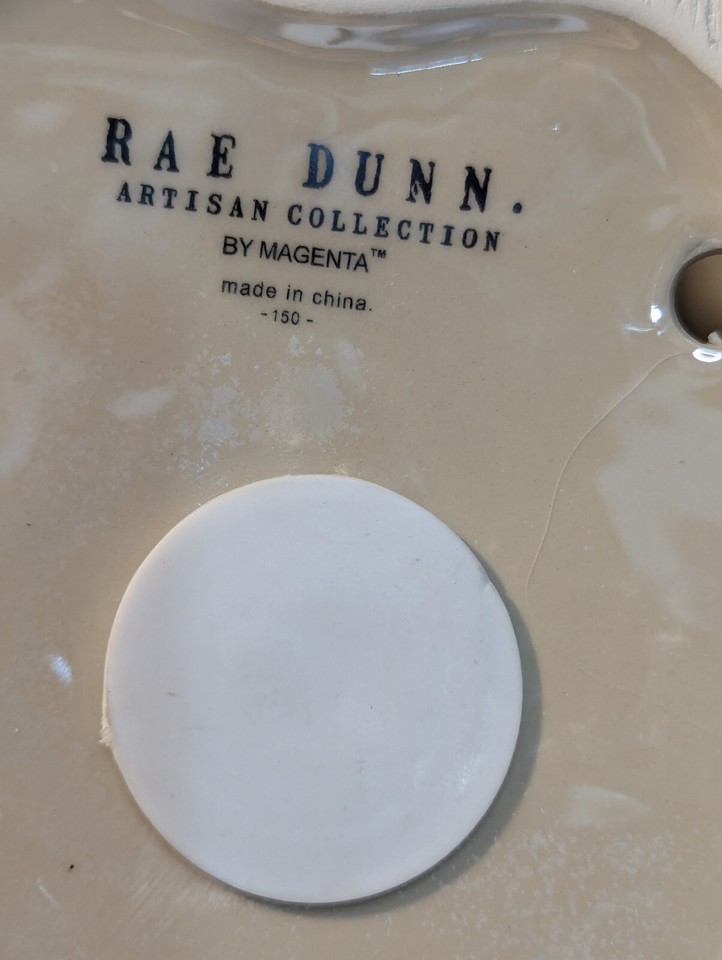 RAE DUNN.
ARTISAN COLLECTION
BY MAGENTA™
made in china.
-150-